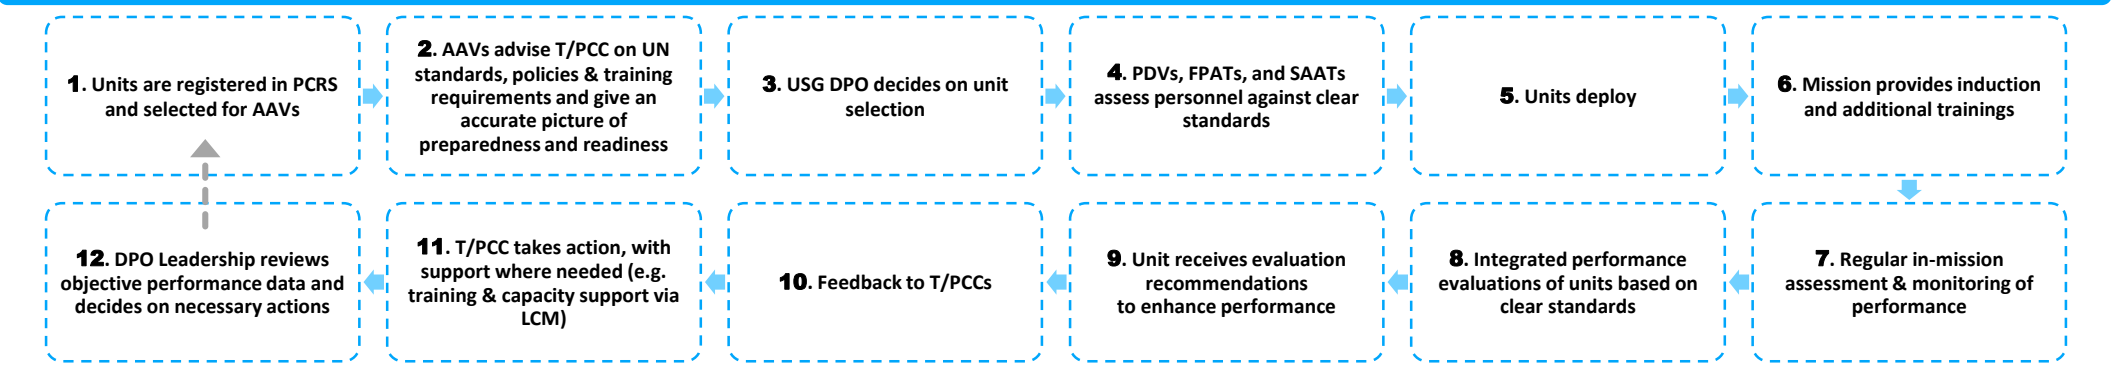 1. Units are registered in PCRS
and selected for AAVs
2. AAVs advise T/PCC on UN
standards, policies & training
requirements and give an
accurate picture of
preparedness and readiness
3. USG DPO decides on unit
selection
4. PDVs, FPATs, and SAATs
assess personnel against clear
standards
5. Units deploy
6. Mission provides induction
and additional trainings
7. Regular in-mission
assessment & monitoring of
performance
8. Integrated performance
evaluations of units based on
clear standards
9. Unit receives evaluation
recommendations
to enhance performance
10. Feedback to T/PCCs
11. T/PCC takes action, with
support where needed (e.g.
training & capacity support via
LCM)
12. DPO Leadership reviews
objective performance data and
decides on necessary actions